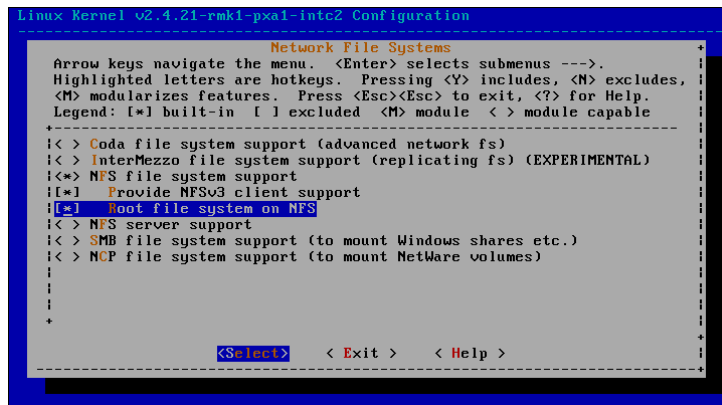 Linux Kernel v2.4.21-rmk1-pxa1-intc2 Configuration
Network File Systems
Arrow keys navigate the menu.  <Enter> selects submenus --->.
Highlighted letters are hotkeys.  Pressing <Y> includes, <N> excludes,
<M> modularizes features.  Press <Esc><Esc> to exit, <?> for Help.
Legend: [*] built-in  [ ] excluded  <M> module  < > module capable
< > Coda file system support (advanced network fs)
< > InterMezzo file system support (replicating fs) (EXPERIMENTAL)
<*> NFS file system support
[*]   Provide NFSv3 client support
[*]   Root file system on NFS
< > NFS server support
< > SMB file system support (to mount Windows shares etc.)
< > NCP file system support (to mount NetWare volumes)
<Select>    < Exit >    < Help >